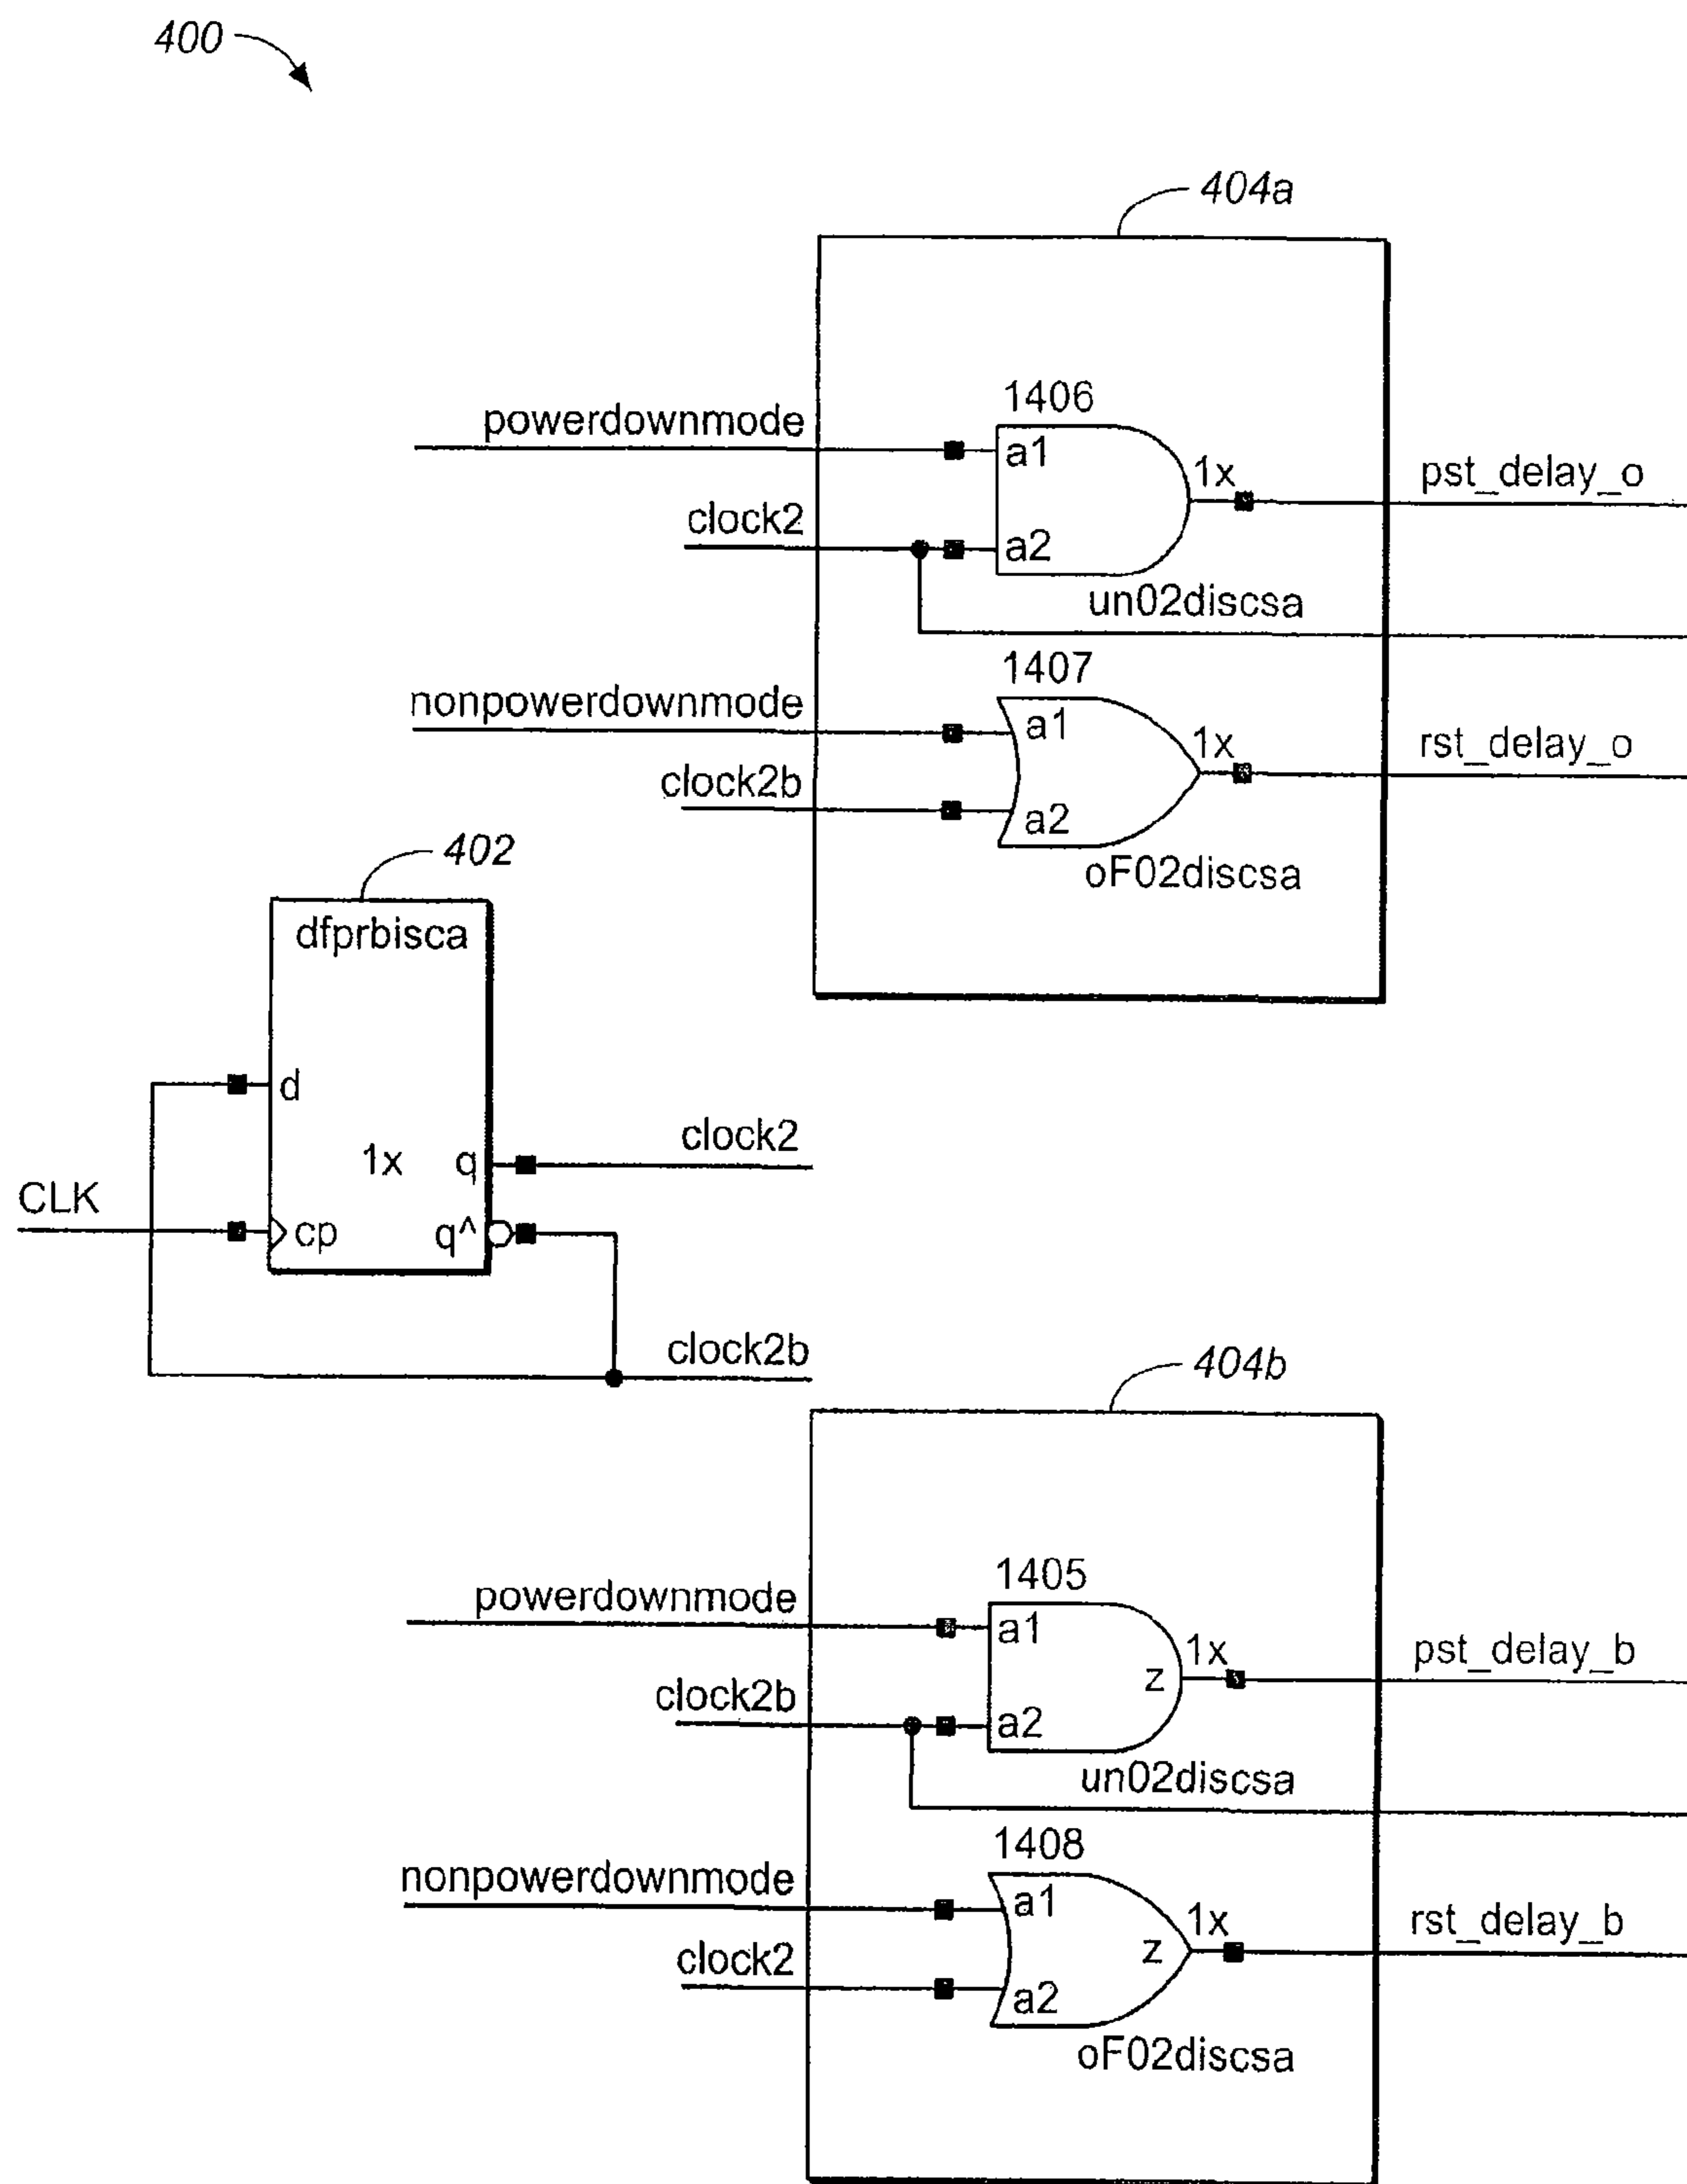 400
404a
1406
powerdownmode
a1
1x
pst_delay_o
clock2
a2
un02discsa
1407
nonpowerdownmode
a1
1x
rst_delay_o
clock2b
a2
oF02discsa
402
dfprbisca
d
1x
q
clock2
CLK
cp
q^
clock2b
404b
1405
powerdownmode
a1
1x
z
pst_delay_b
clock2b
a2
un02discsa
1408
nonpowerdownmode
a1
1x
z
rst_delay_b
clock2
a2
oF02discsa